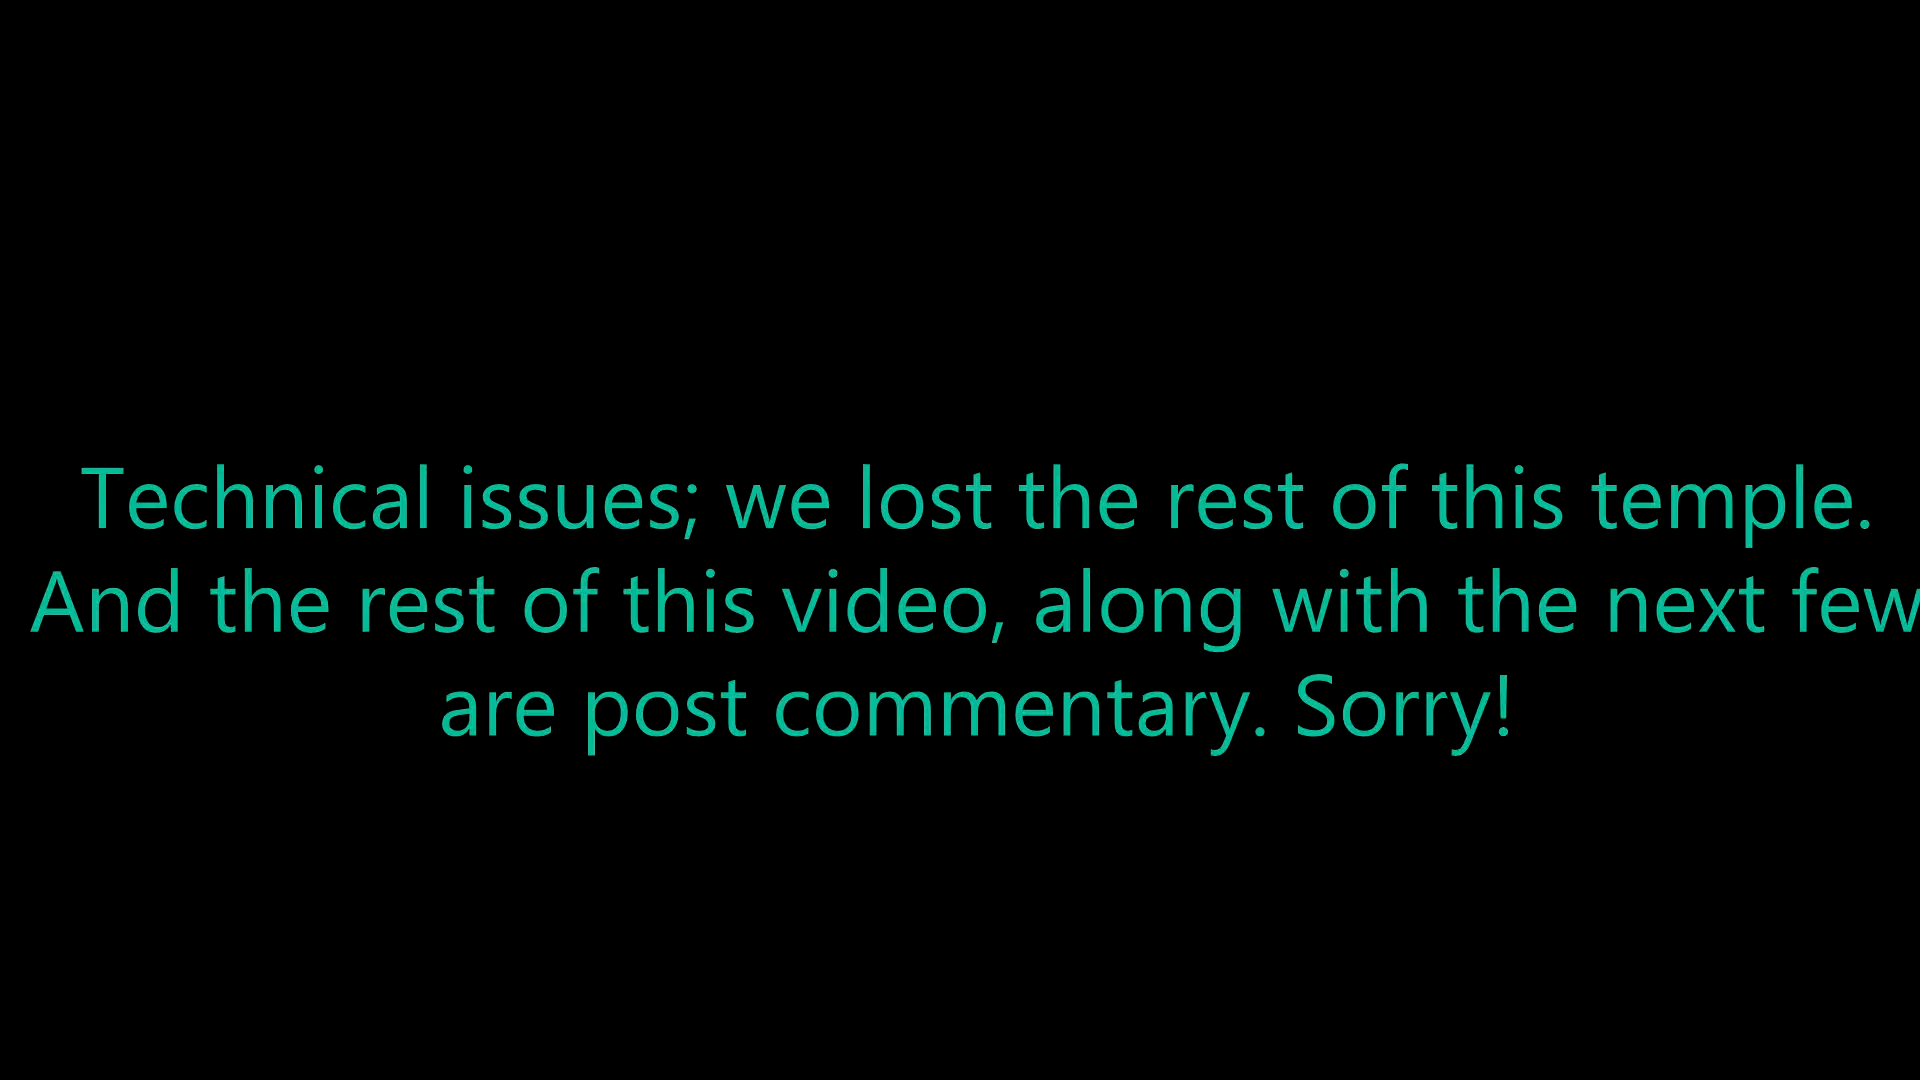 Technical issues; we lost the rest of this temple.
And the rest of this video, along with the next few
are post commentary. Sorry!